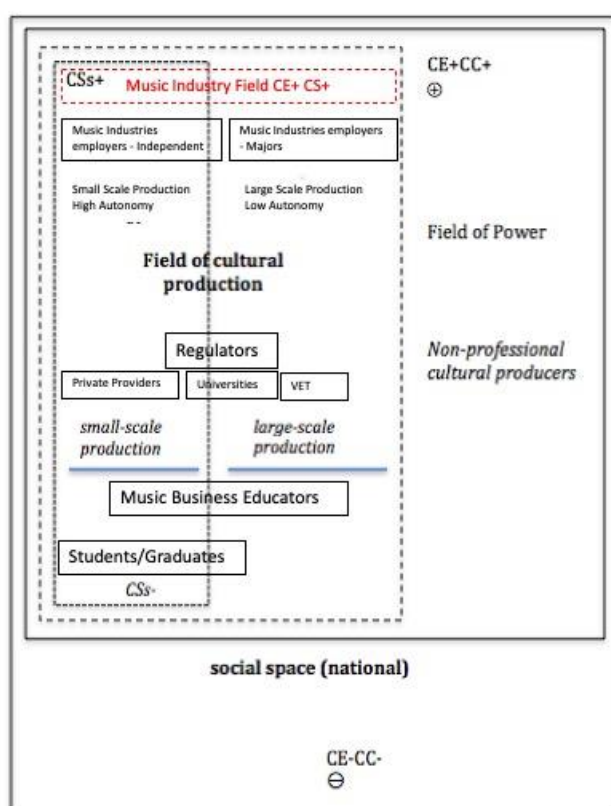 CSs+
Music Industry Field CE+ CS+
CE+CC+
⊕
Music Industries
employers - Independent
Music Industries employers
- Majors
Small Scale Production
High Autonomy
--
Large Scale Production
Low Autonomy
Field of Power
Field of cultural
production
Regulators
Non-professional
cultural producers
Private Providers
Universities
VET
small-scale
production
large-scale
production
Music Business Educators
Students/Graduates
CSs-
social space (national)
CE-CC-
⊖